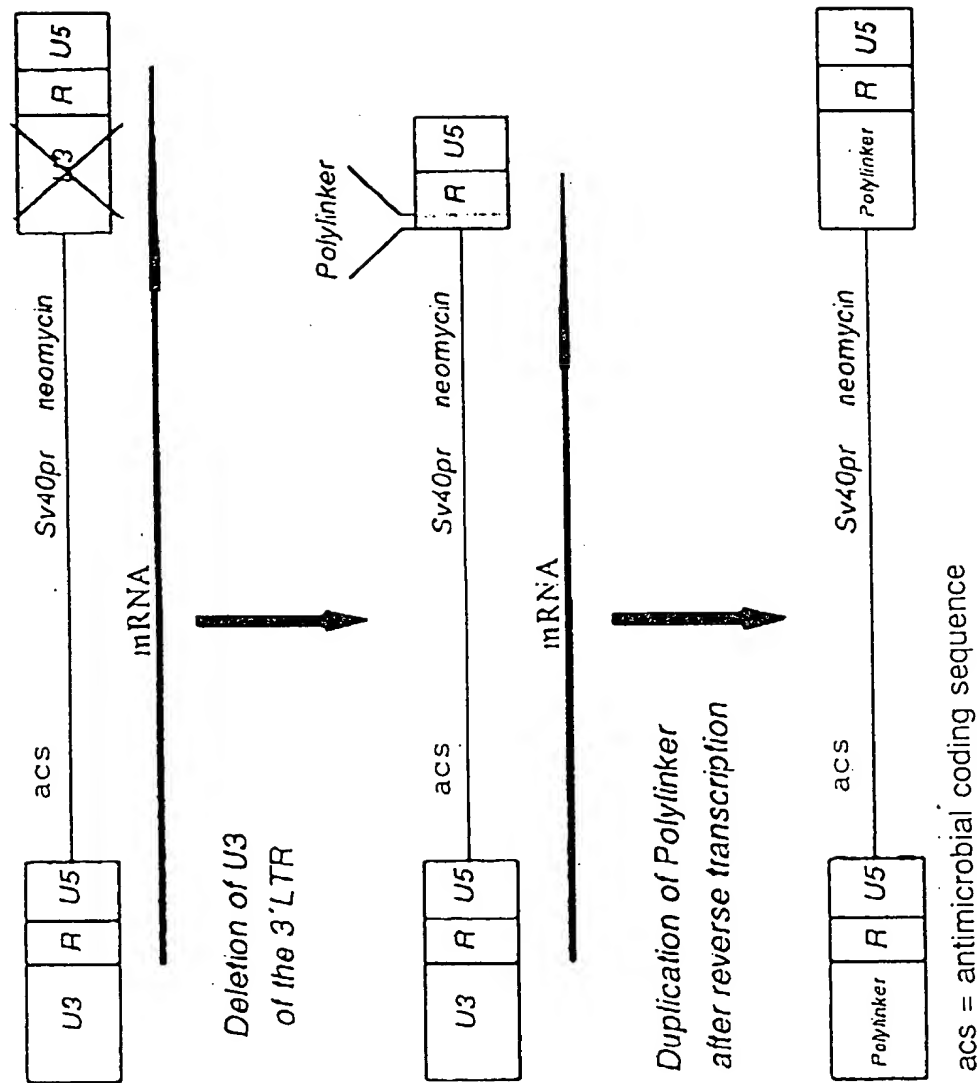 U3 R U5 acs Sv40pr neomycin U3 R U5
mRNA
Deletion of U3
of the 3'LTR
Polylinker
U3 R U5 acs Sv40pr neomycin R U5
mRNA
Duplication of Polylinker
after reverse transcription
Polylinker R U5 acs Sv40pr neomycin Polylinker R U5
acs = antimicrobial coding sequence